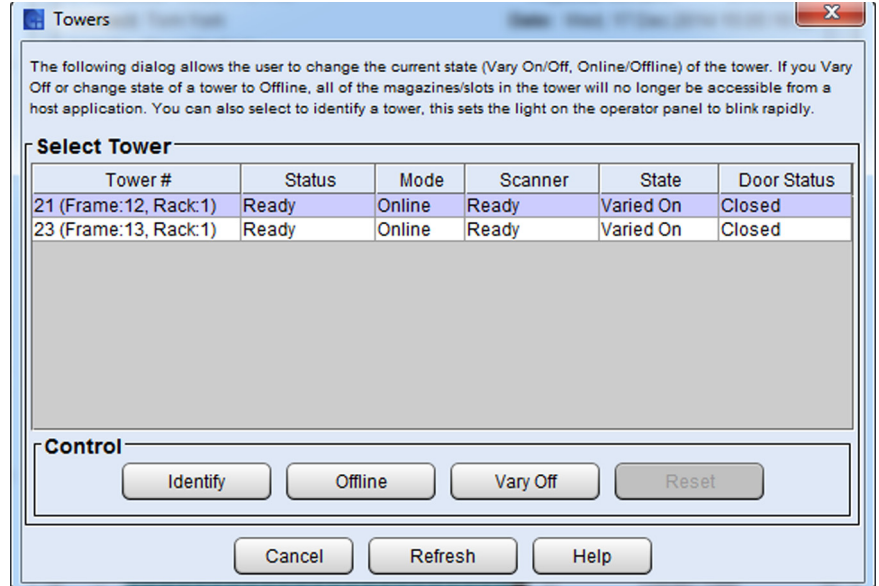 Towers
The following dialog allows the user to change the current state (Vary On/Off, Online/Offline) of the tower. If you Vary
Off or change state of a tower to Offline, all of the magazines/slots in the tower will no longer be accessible from a
host application. You can also select to identify a tower, this sets the light on the operator panel to blink rapidly.
Select Tower
Tower # Status Mode Scanner State Door Status
21 (Frame:12, Rack:1) Ready Online Ready Varied On Closed
23 (Frame:13, Rack:1) Ready Online Ready Varied On Closed
Control
Identify Offline Vary Off Reset
Cancel Refresh Help